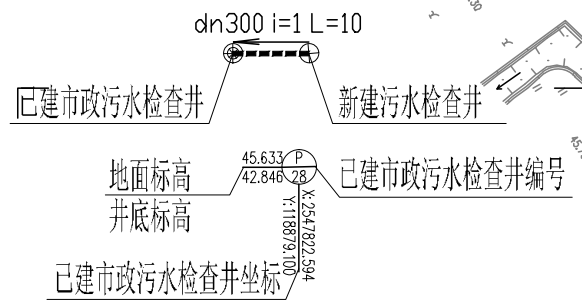 dn300 i=1 L=10
已建市政污水检查井
新建污水检查井
45.633
42.846
P
28
地面标高
井底标高
已建市政污水检查井编号
X:2547822.594
Y:118879.100
已建市政污水检查井坐标